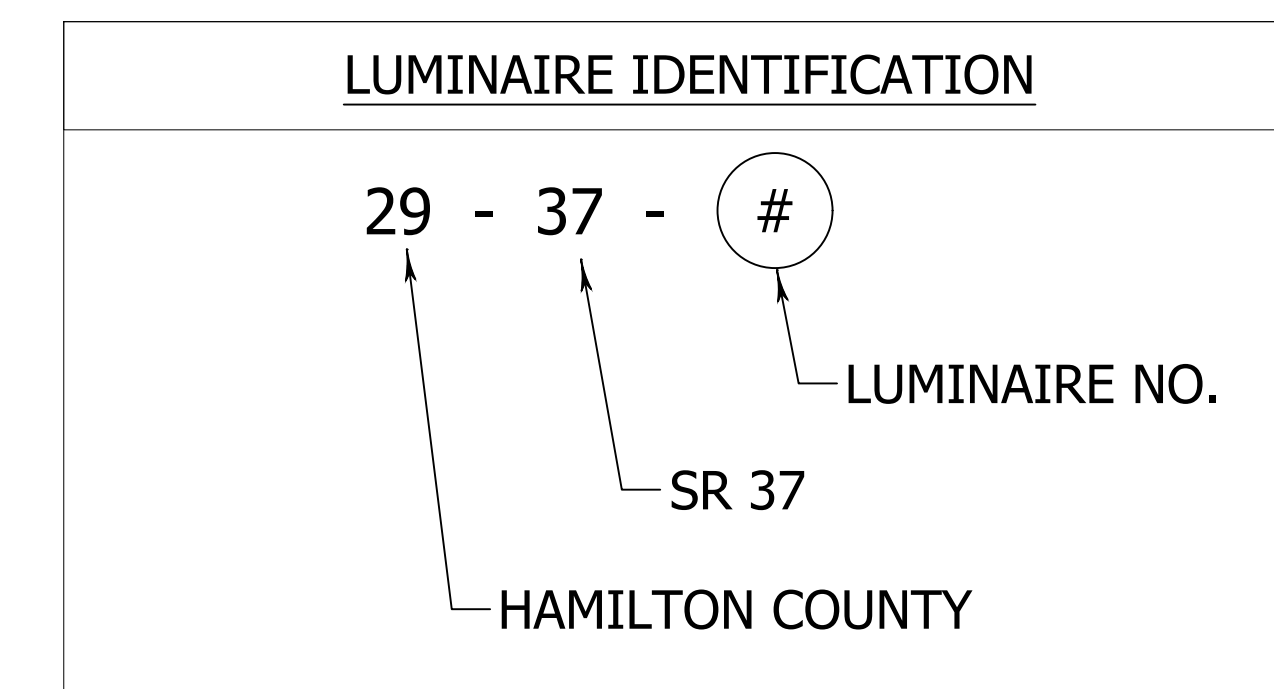 LUMINAIRE IDENTIFICATION
29 - 37 - #
LUMINAIRE NO.
SR 37
HAMILTON COUNTY